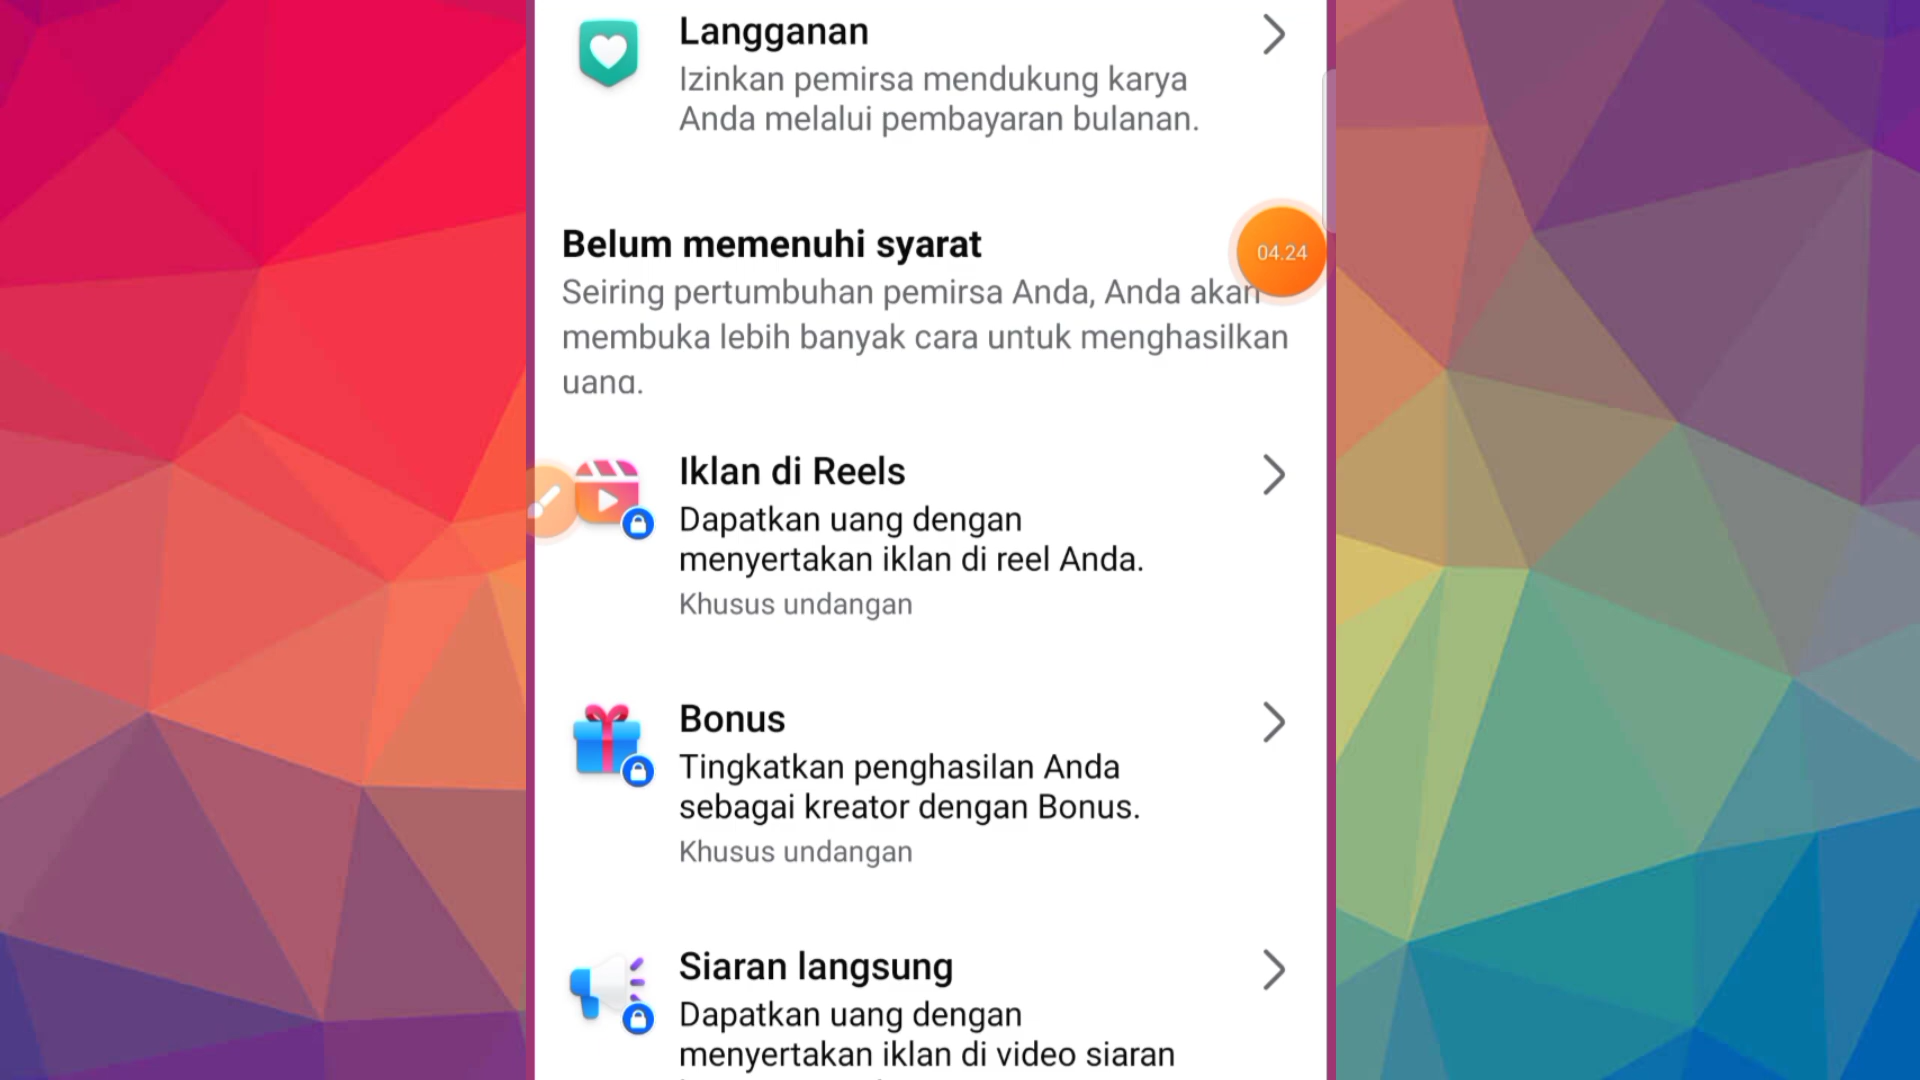 Langganan
Izinkan pemirsa mendukung karya
Anda melalui pembayaran bulanan.
Belum memenuhi syarat
04.24
Seiring pertumbuhan pemirsa Anda, Anda akan
membuka lebih banyak cara untuk menghasilkan
uang.
Iklan di Reels
Dapatkan uang dengan
menyertakan iklan di reel Anda.
Khusus undangan
Bonus
Tingkatkan penghasilan Anda
sebagai kreator dengan Bonus.
Khusus undangan
Siaran langsung
Dapatkan uang dengan
menyertakan iklan di video siaran